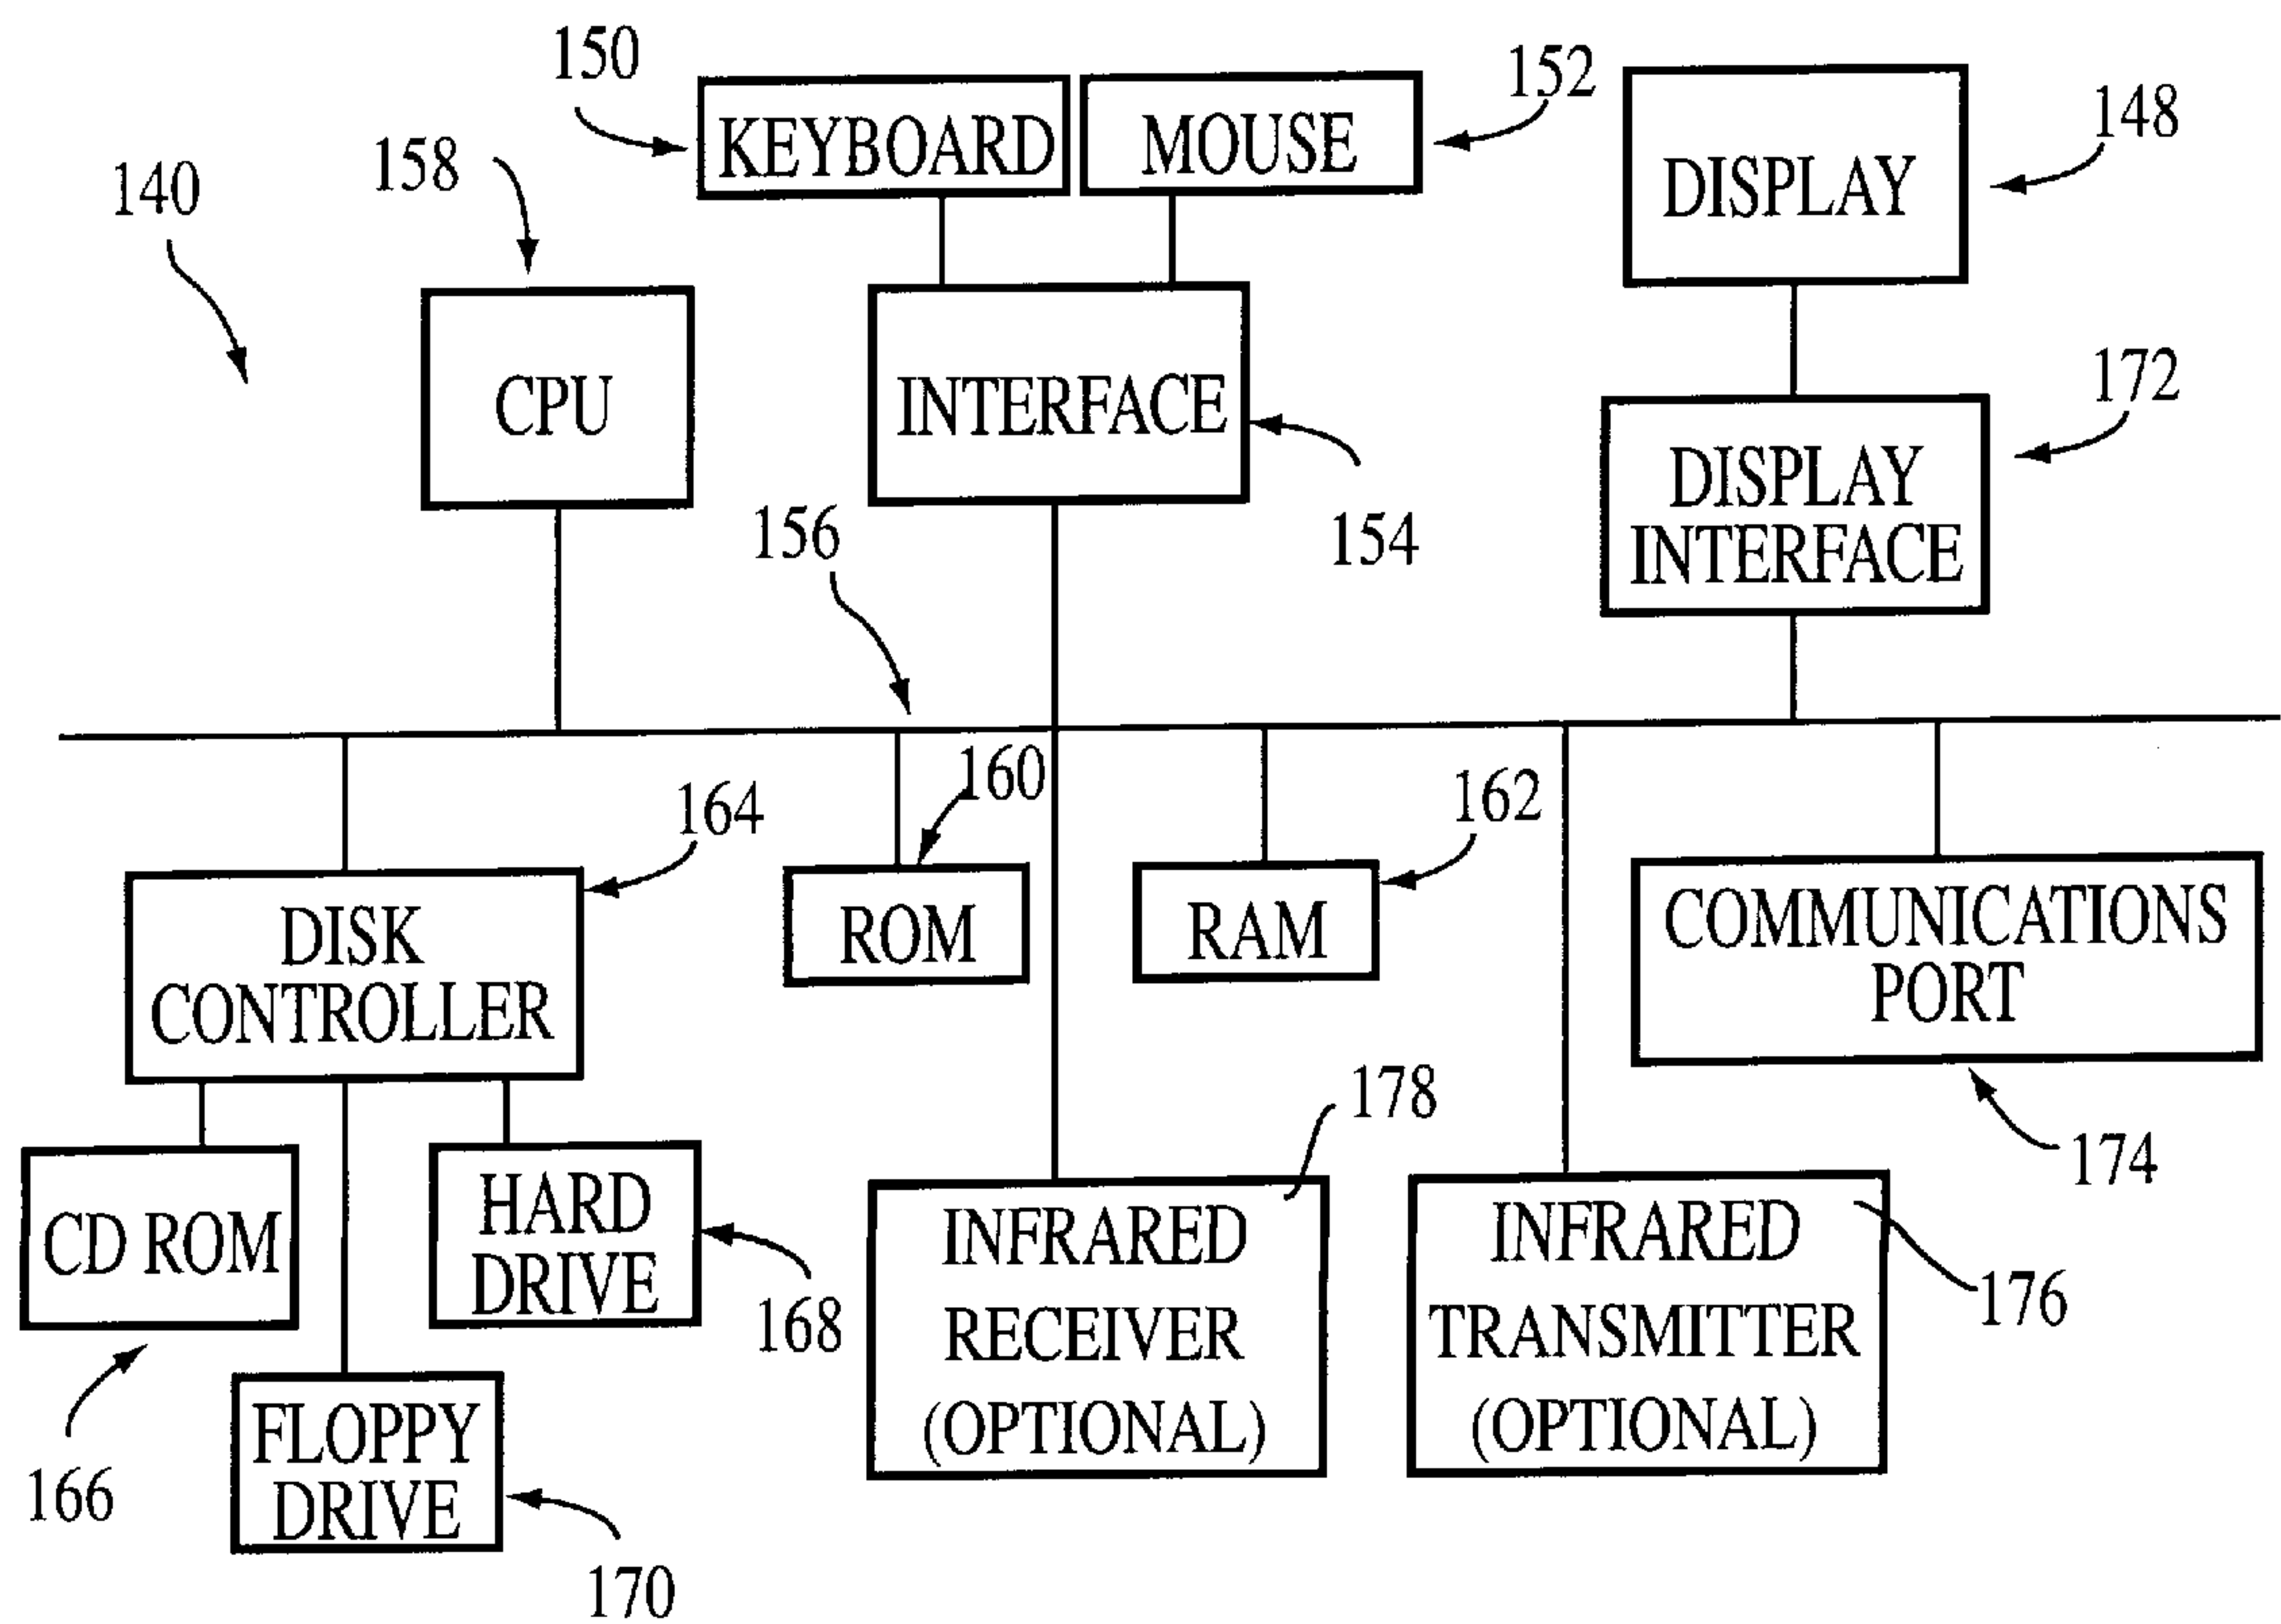 150
KEYBOARD
MOUSE
152
148
158
140
DISPLAY
CPU
INTERFACE
172
DISPLAY
INTERFACE
156
154
160
164
162
DISK
CONTROLLER
ROM
RAM
COMMUNICATIONS
PORT
178
174
CD ROM
HARD
DRIVE
168
INFRARED
RECEIVER
(OPTIONAL)
INFRARED
TRANSMITTER
(OPTIONAL)
176
166
FLOPPY
DRIVE
170